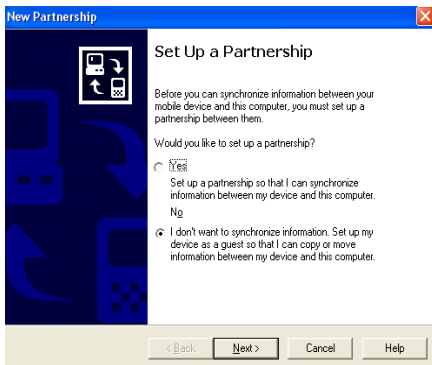 New Partnership
Set Up a Partnership
Before you can synchronize information between your
mobile device and this computer, you must set up a
partnership between them.
Would you like to set up a partnership?
Yes
Set up a partnership so that I can synchronize
information between my device and this computer.
No
I don't want to synchronize information. Set up my
device as a guest so that I can copy or move
information between my device and this computer.
< Back Next > Cancel Help